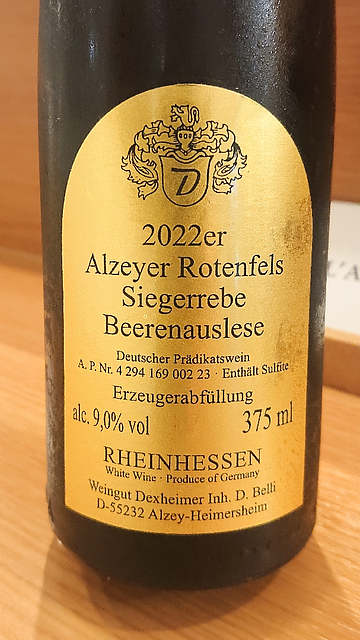 D
2022er
Alzeyer Rotenfels
Siegerrebe
Beerenauslese
Deutscher Prädikatswein
A. P. Nr. 4 294 169 002 23 · Enthält Sulfite
Erzeugerabfüllung
alc. 9,0% vol 375 ml
RHEINHESSEN
White Wine · Produce of Germany
Weingut Dexheimer Inh. D. Belli
D-55232 Alzey-Heimersheim